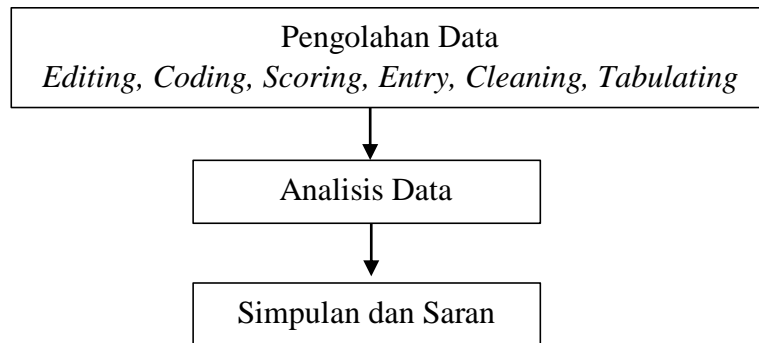 Pengolahan Data
Editing, Coding, Scoring, Entry, Cleaning, Tabulating
Analisis Data
Simpulan dan Saran